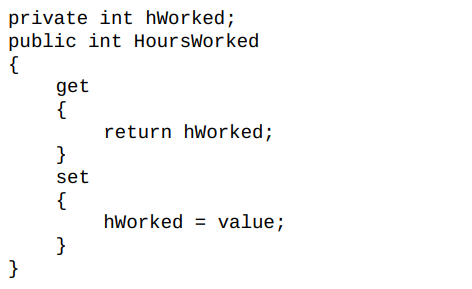 private int hWorked;
public int HoursWorked
{
    get
    {
        return hWorked;
    }
    set
    {
        hWorked = value;
    }
}